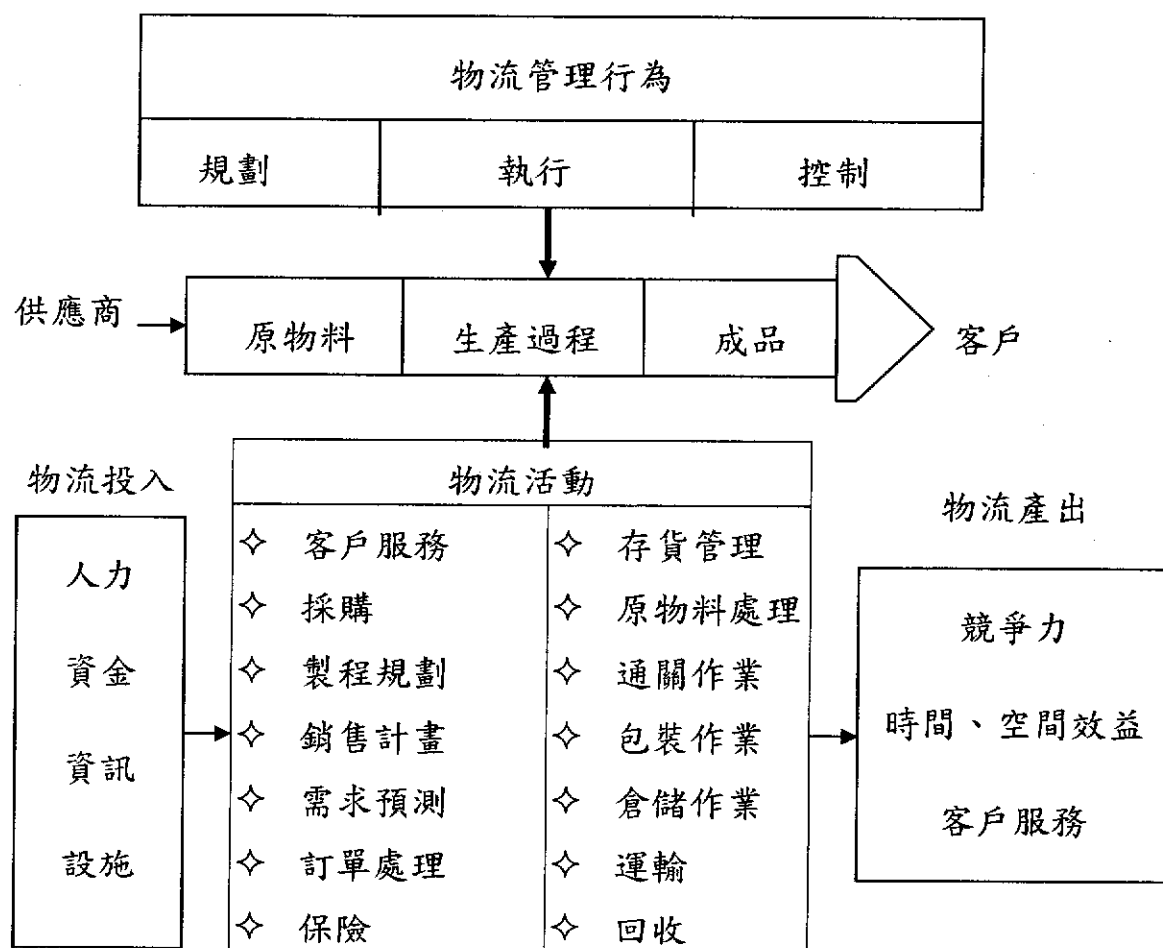 物流管理行為
規劃 執行 控制
供應商
原物料 生產過程 成品
客戶
物流投入
人力
資金
資訊
設施
物流活動
✧ 客戶服務 ✧ 存貨管理
✧ 採購 ✧ 原物料處理
✧ 製程規劃 ✧ 通關作業
✧ 銷售計畫 ✧ 包裝作業
✧ 需求預測 ✧ 倉儲作業
✧ 訂單處理 ✧ 運輸
✧ 保險 ✧ 回收
物流產出
競爭力
時間、空間效益
客戶服務